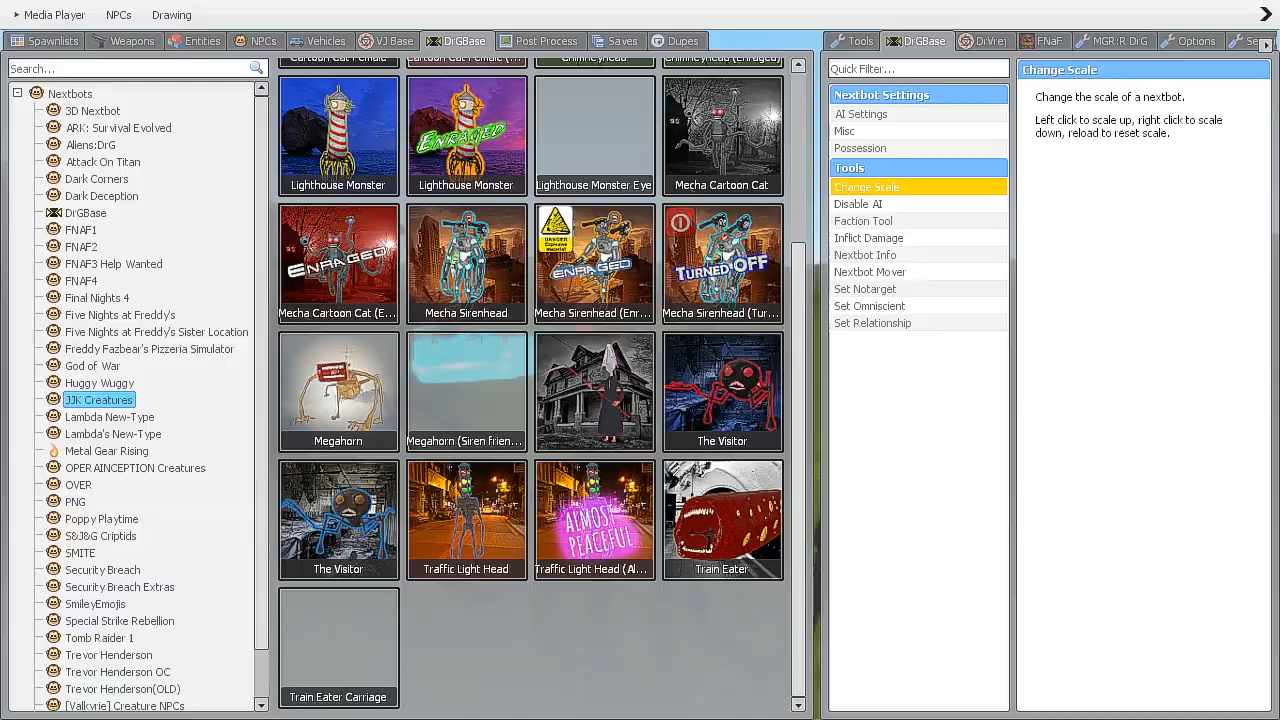 Media Player NPCs Drawing
Spawnlists Weapons Entities NPCs Vehicles VJ Base DrGBase Post Process Saves Dupes
Tools DrGBase DrVrej FNaF MGR:R DrG Options
Search...
Nextbots
3D Nextbot
ARK: Survival Evolved
Aliens:DrG
Attack On Titan
Dark Corners
Dark Deception
DrGBase
FNAF1
FNAF2
FNAF3 Help Wanted
FNAF4
Final Nights 4
Five Nights at Freddy's
Five Nights at Freddy's Sister Location
Freddy Fazbear's Pizzeria Simulator
God of War
Huggy Wuggy
JJK Creatures
Lambda New-Type
Lambda's New-Type
Metal Gear Rising
OPERAINCEPTION Creatures
OVER
PNG
Poppy Playtime
S&J&G Criptids
SMITE
Security Breach
Security Breach Extras
SmileyEmojis
Special Strike Rebellion
Tomb Raider 1
Trevor Henderson
Trevor Henderson OC
Trevor Henderson(OLD)
[Valkyrie] Creature NPCs
Cartoon Cat Female Cartoon Cat Female (... Chimneyhead Chimneyhead (Enraged)
ENRAGED
Lighthouse Monster Lighthouse Monster Lighthouse Monster Eye Mecha Cartoon Cat
ENRAGED
DANGER
ENRAGED
TURNED OFF
Mecha Cartoon Cat (E... Mecha Sirenhead Mecha Sirenhead (Enr... Mecha Sirenhead (Tur...
Megahorn Megahorn (Siren frien... The Visitor
ALMOST
PEACEFUL
The Visitor Traffic Light Head Traffic Light Head (Al... Train Eater
Train Eater Carriage
Quick Filter...
Nextbot Settings
AI Settings
Misc
Possession
Tools
Change Scale
Disable AI
Faction Tool
Inflict Damage
Nextbot Info
Nextbot Mover
Set Notarget
Set Omniscient
Set Relationship
Change Scale
Change the scale of a nextbot.
Left click to scale up, right click to scale
down, reload to reset scale.